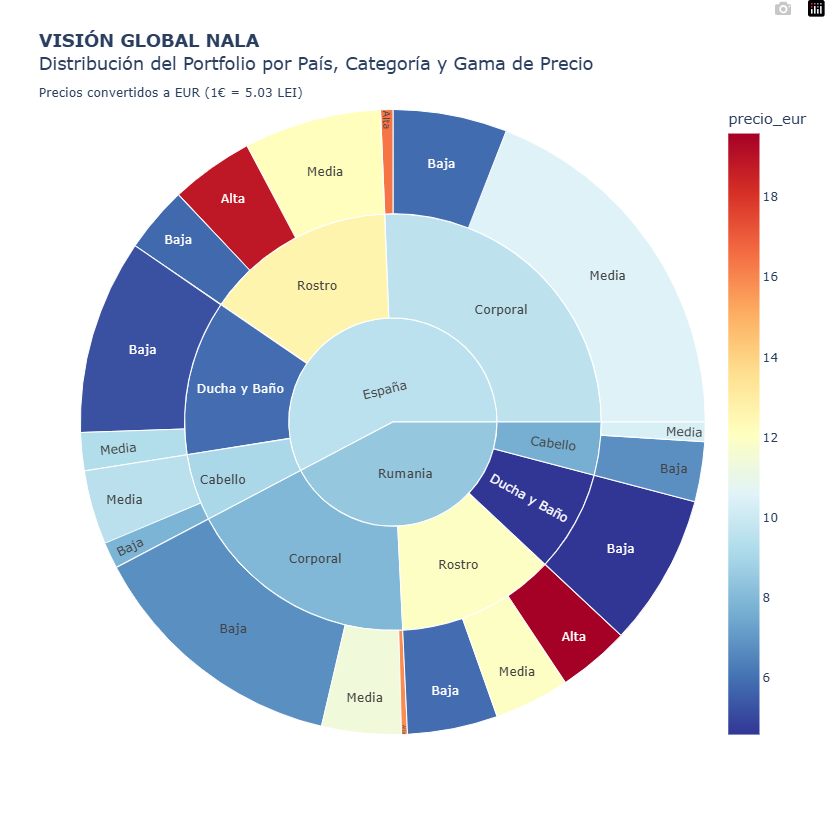 VISIÓN GLOBAL NALA
Distribución del Portfolio por País, Categoría y Gama de Precio
Precios convertidos a EUR (1€ = 5.03 LEI)
precio_eur
18
16
14
12
10
8
6
España
Rumania
Corporal
Rostro
Ducha y Baño
Cabello
Cabello
Ducha y Baño
Rostro
Corporal
Alta
Baja
Media
Media
Alta
Baja
Baja
Media
Media
Baja
Baja
Media
Baja
Media
Alta
Baja
Baja
Media